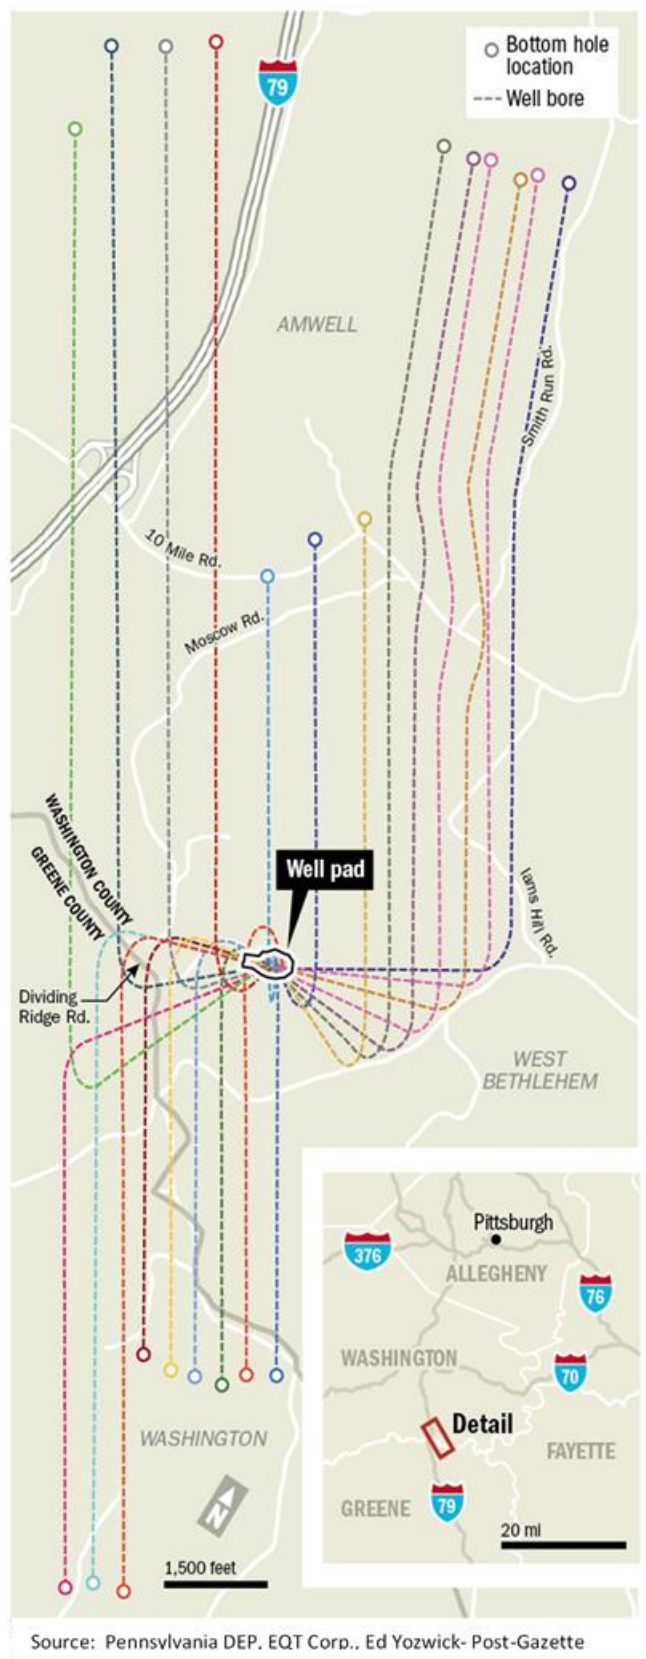 Bottom hole
location
Well bore
79
AMWELL
Smith Run Rd.
10 Mile Rd.
Moscow Rd.
WASHINGTON COUNTY
GREENE COUNTY
Well pad
Iams Hill Rd.
Dividing
Ridge Rd.
WEST
BETHLEHEM
Pittsburgh
376
ALLEGHENY
76
WASHINGTON
70
Detail
FAYETTE
GREENE
79
20 mi
WASHINGTON
N
1,500 feet
Source: Pennsylvania DEP, EQT Corp., Ed Yozwick- Post-Gazette